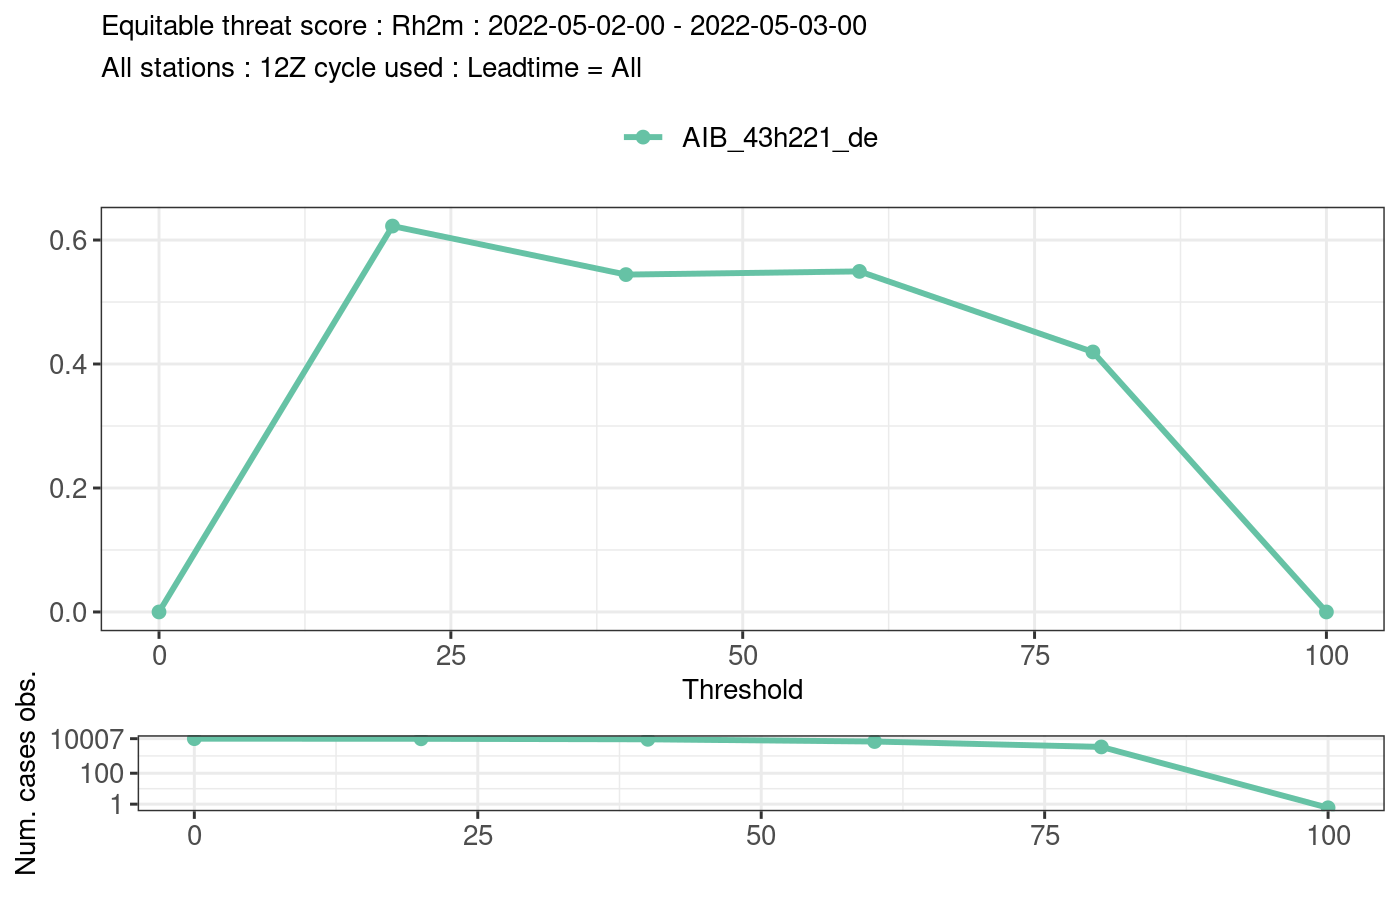 Equitable threat score : Rh2m : 2022-05-02-00 - 2022-05-03-00
All stations : 12Z cycle used : Leadtime = All
AIB_43h221_de
0.6
0.4
0.2
0.0
0 25 50 75 100
Threshold
Num. cases obs.
10007
100
1
0 25 50 75 100